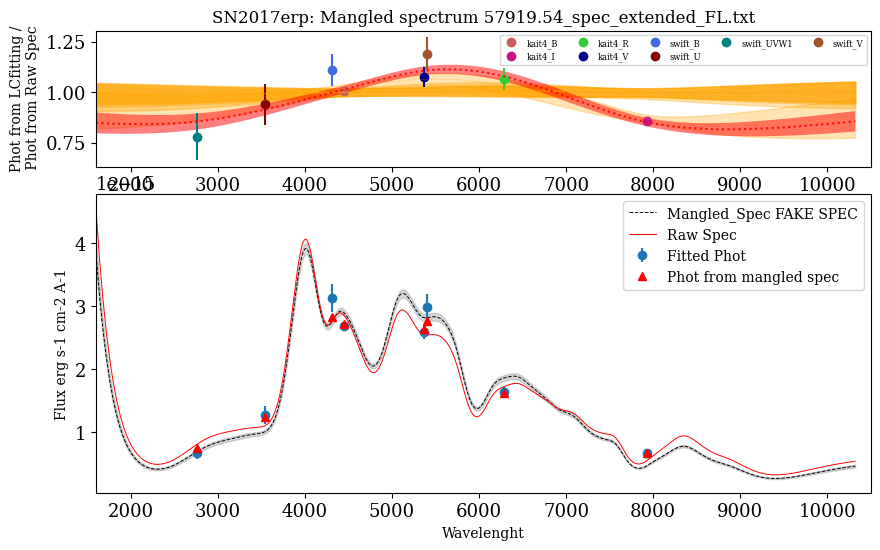 SN2017erp: Mangled spectrum 57919.54_spec_extended_FL.txt
Phot from LCfitting /
Phot from Raw Spec
1.25
1.00
0.75
kait4_B kait4_R swift_B swift_UVW1 swift_V
kait4_I kait4_V swift_U
2000 3000 4000 5000 6000 7000 8000 9000 10000
1e−15
Flux erg s-1 cm-2 A-1
4
3
2
1
Mangled_Spec FAKE SPEC
Raw Spec
Fitted Phot
Phot from mangled spec
2000 3000 4000 5000 6000 7000 8000 9000 10000
Wavelenght